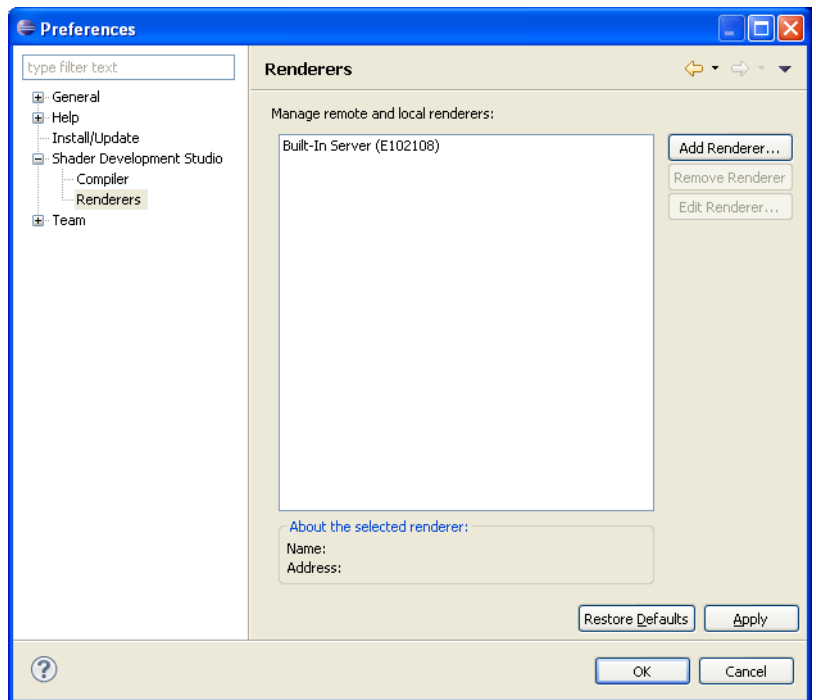 Preferences
type filter text
General
Help
Install/Update
Shader Development Studio
Compiler
Renderers
Team
Renderers
Manage remote and local renderers:
Built-In Server (E102108)
Add Renderer...
Remove Renderer
Edit Renderer...
About the selected renderer:
Name:
Address:
Restore Defaults
Apply
?
OK
Cancel